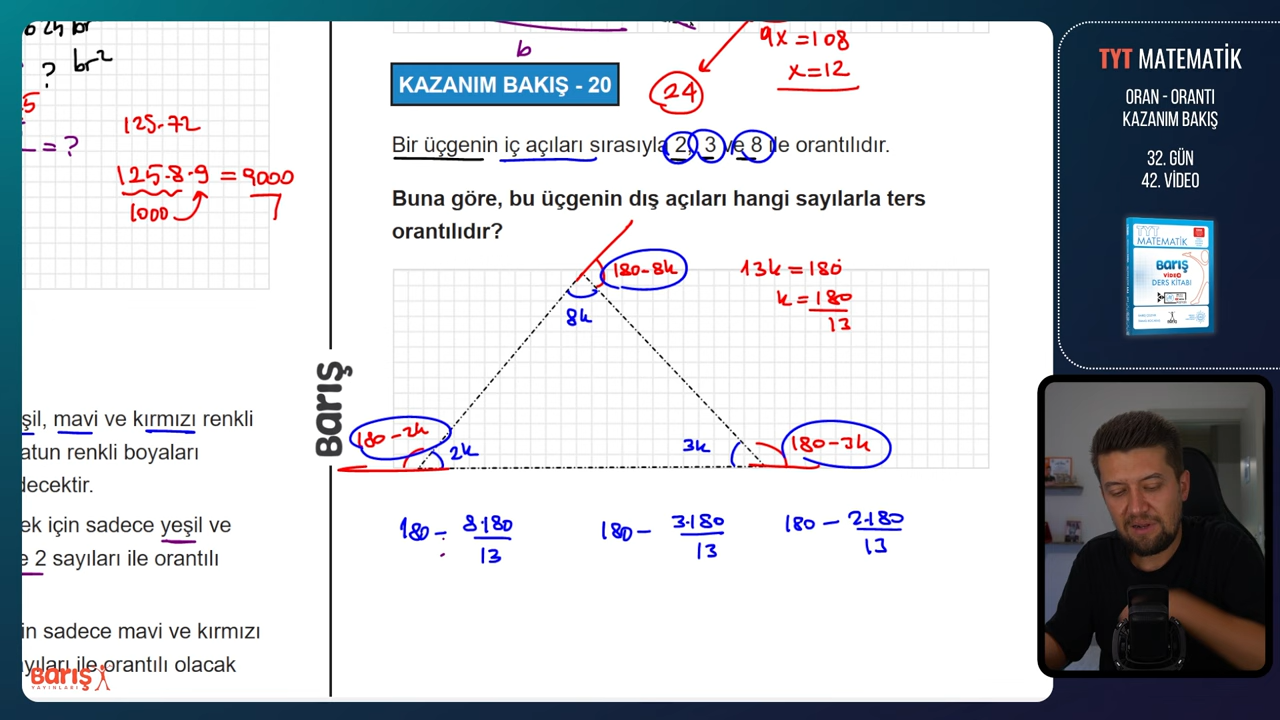 br
? br²
5
= ?
125.72
125.8.9 = 9000
1000
şil, mavi ve kırmızı renkli
atun renkli boyaları
decektir.
ek için sadece yeşil ve
e 2 sayıları ile orantılı
in sadece mavi ve kırmızı
yıları ile orantılı olacak
BARIŞ
YAYINLARI
Barış
b
9x = 108
x = 12
24
KAZANIM BAKIŞ - 20
Bir üçgenin iç açıları sırasıyla 2, 3 ve 8 ile orantılıdır.
Buna göre, bu üçgenin dış açıları hangi sayılarla ters
orantılıdır?
180-8k
13k = 180
k = 180/13
8k
180-2k
2k
3k
180-3k
180 - 8.180/13
180 - 3.180/13
180 - 2.180/13
TYT MATEMATİK
ORAN - ORANTI
KAZANIM BAKIŞ
32. GÜN
42. VİDEO
TYT
MATEMATİK
BARIŞ
VİDEO
DERS KİTABI